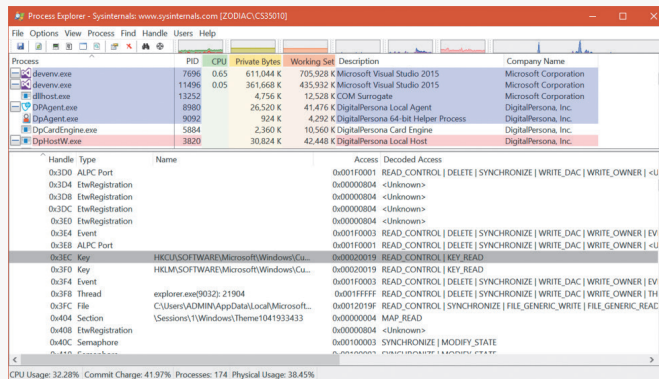 Process Explorer - Sysinternals: www.sysinternals.com [ZODIAC\CS35010]
File Options View Process Find Handle Users Help
Process PID CPU Private Bytes Working Set Description Company Name
devenv.exe 7696 0.65 611,044 K 705,928 K Microsoft Visual Studio 2015 Microsoft Corporation
devenv.exe 11496 0.05 361,668 K 435,932 K Microsoft Visual Studio 2015 Microsoft Corporation
dllhost.exe 13252 4,756 K 12,528 K COM Surrogate Microsoft Corporation
DPAgent.exe 8980 26,520 K 41,476 K DigitalPersona Local Agent DigitalPersona, Inc.
DpAgent.exe 9092 924 K 4,292 K DigitalPersona 64-bit Helper Process DigitalPersona, Inc.
DpCardEngine.exe 5884 2,360 K 10,560 K DigitalPersona Card Engine DigitalPersona, Inc.
DpHostW.exe 3820 30,824 K 42,448 K DigitalPersona Local Host DigitalPersona, Inc.
Handle Type Name Access Decoded Access
0x3D0 ALPC Port 0x001F0001 READ_CONTROL | DELETE | SYNCHRONIZE | WRITE_DAC | WRITE_OWNER | <U
0x3D4 EtwRegistration 0x00000804 <Unknown>
0x3D8 EtwRegistration 0x00000804 <Unknown>
0x3DC EtwRegistration 0x00000804 <Unknown>
0x3E0 EtwRegistration 0x00000804 <Unknown>
0x3E4 Event 0x001F0003 READ_CONTROL | DELETE | SYNCHRONIZE | WRITE_DAC | WRITE_OWNER | EV
0x3E8 ALPC Port 0x001F0001 READ_CONTROL | DELETE | SYNCHRONIZE | WRITE_DAC | WRITE_OWNER | <U
0x3EC Key HKCU\SOFTWARE\Microsoft\Windows\Cu... 0x00020019 READ_CONTROL | KEY_READ
0x3F0 Key HKLM\SOFTWARE\Microsoft\Windows\Cu... 0x00020019 READ_CONTROL | KEY_READ
0x3F4 Event 0x001F0003 READ_CONTROL | DELETE | SYNCHRONIZE | WRITE_DAC | WRITE_OWNER | EV
0x3F8 Thread explorer.exe(9032): 21904 0x001FFFFF READ_CONTROL | DELETE | SYNCHRONIZE | WRITE_DAC | WRITE_OWNER | TH
0x3FC File C:\Users\ADMIN\AppData\Local\Microsoft... 0x0012019F READ_CONTROL | SYNCHRONIZE | FILE_GENERIC_WRITE | FILE_GENERIC_READ
0x404 Section \Sessions\1\Windows\Theme1041933433 0x00000004 MAP_READ
0x408 EtwRegistration 0x00000804 <Unknown>
0x40C Semaphore 0x00100003 SYNCHRONIZE | MODIFY_STATE
CPU Usage: 32.28% Commit Charge: 41.97% Processes: 174 Physical Usage: 38.45%